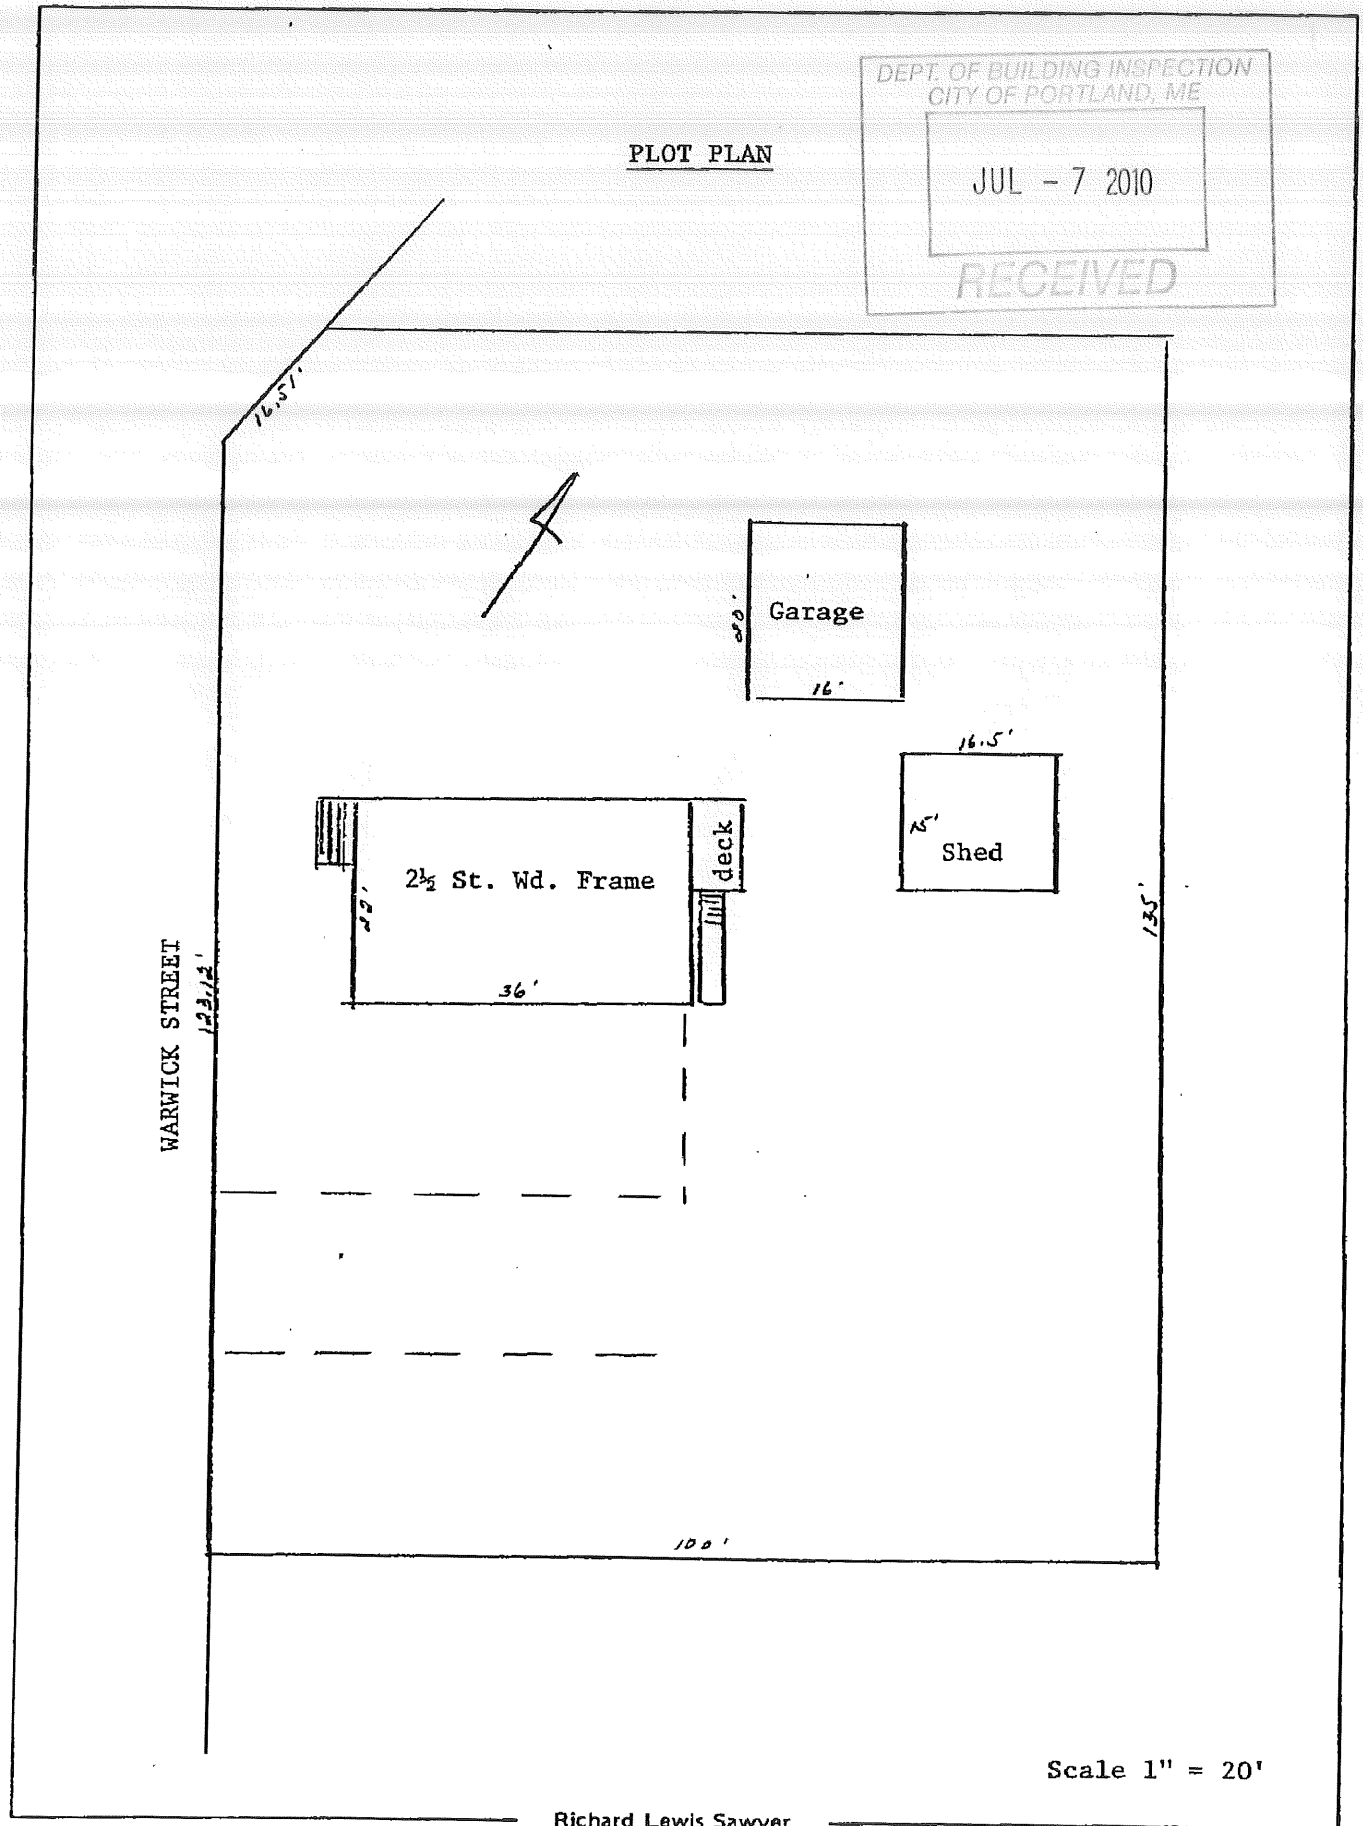 DEPT. OF BUILDING INSPECTION
CITY OF PORTLAND, ME
PLOT PLAN
JUL - 7 2010
RECEIVED
16.51'
20'
Garage
16'
16.5'
15'
Shed
deck
2½ St. Wd. Frame
22'
36'
135'
WARWICK STREET
123.12'
100'
Scale 1" = 20'
Richard Lewis Sawyer